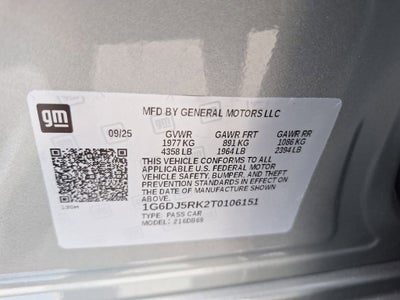 gm
MFD BY GENERAL MOTORS LLC
09/25 GVWR GAWR FRT GAWR RR
1977 KG 891 KG 1086 KG
4358 LB 1964 LB 2394 LB
THIS VEHICLE CONFORMS TO ALL
APPLICABLE U.S. FEDERAL MOTOR
VEHICLE SAFETY, BUMPER, AND THEFT
PREVENTION STANDARDS IN EFFECT ON
THE DATE OF MANUFACTURE SHOWN
ABOVE.
1G6DJ5RK2T0106151
TYPE: PASS CAR
MODEL: 216DB69